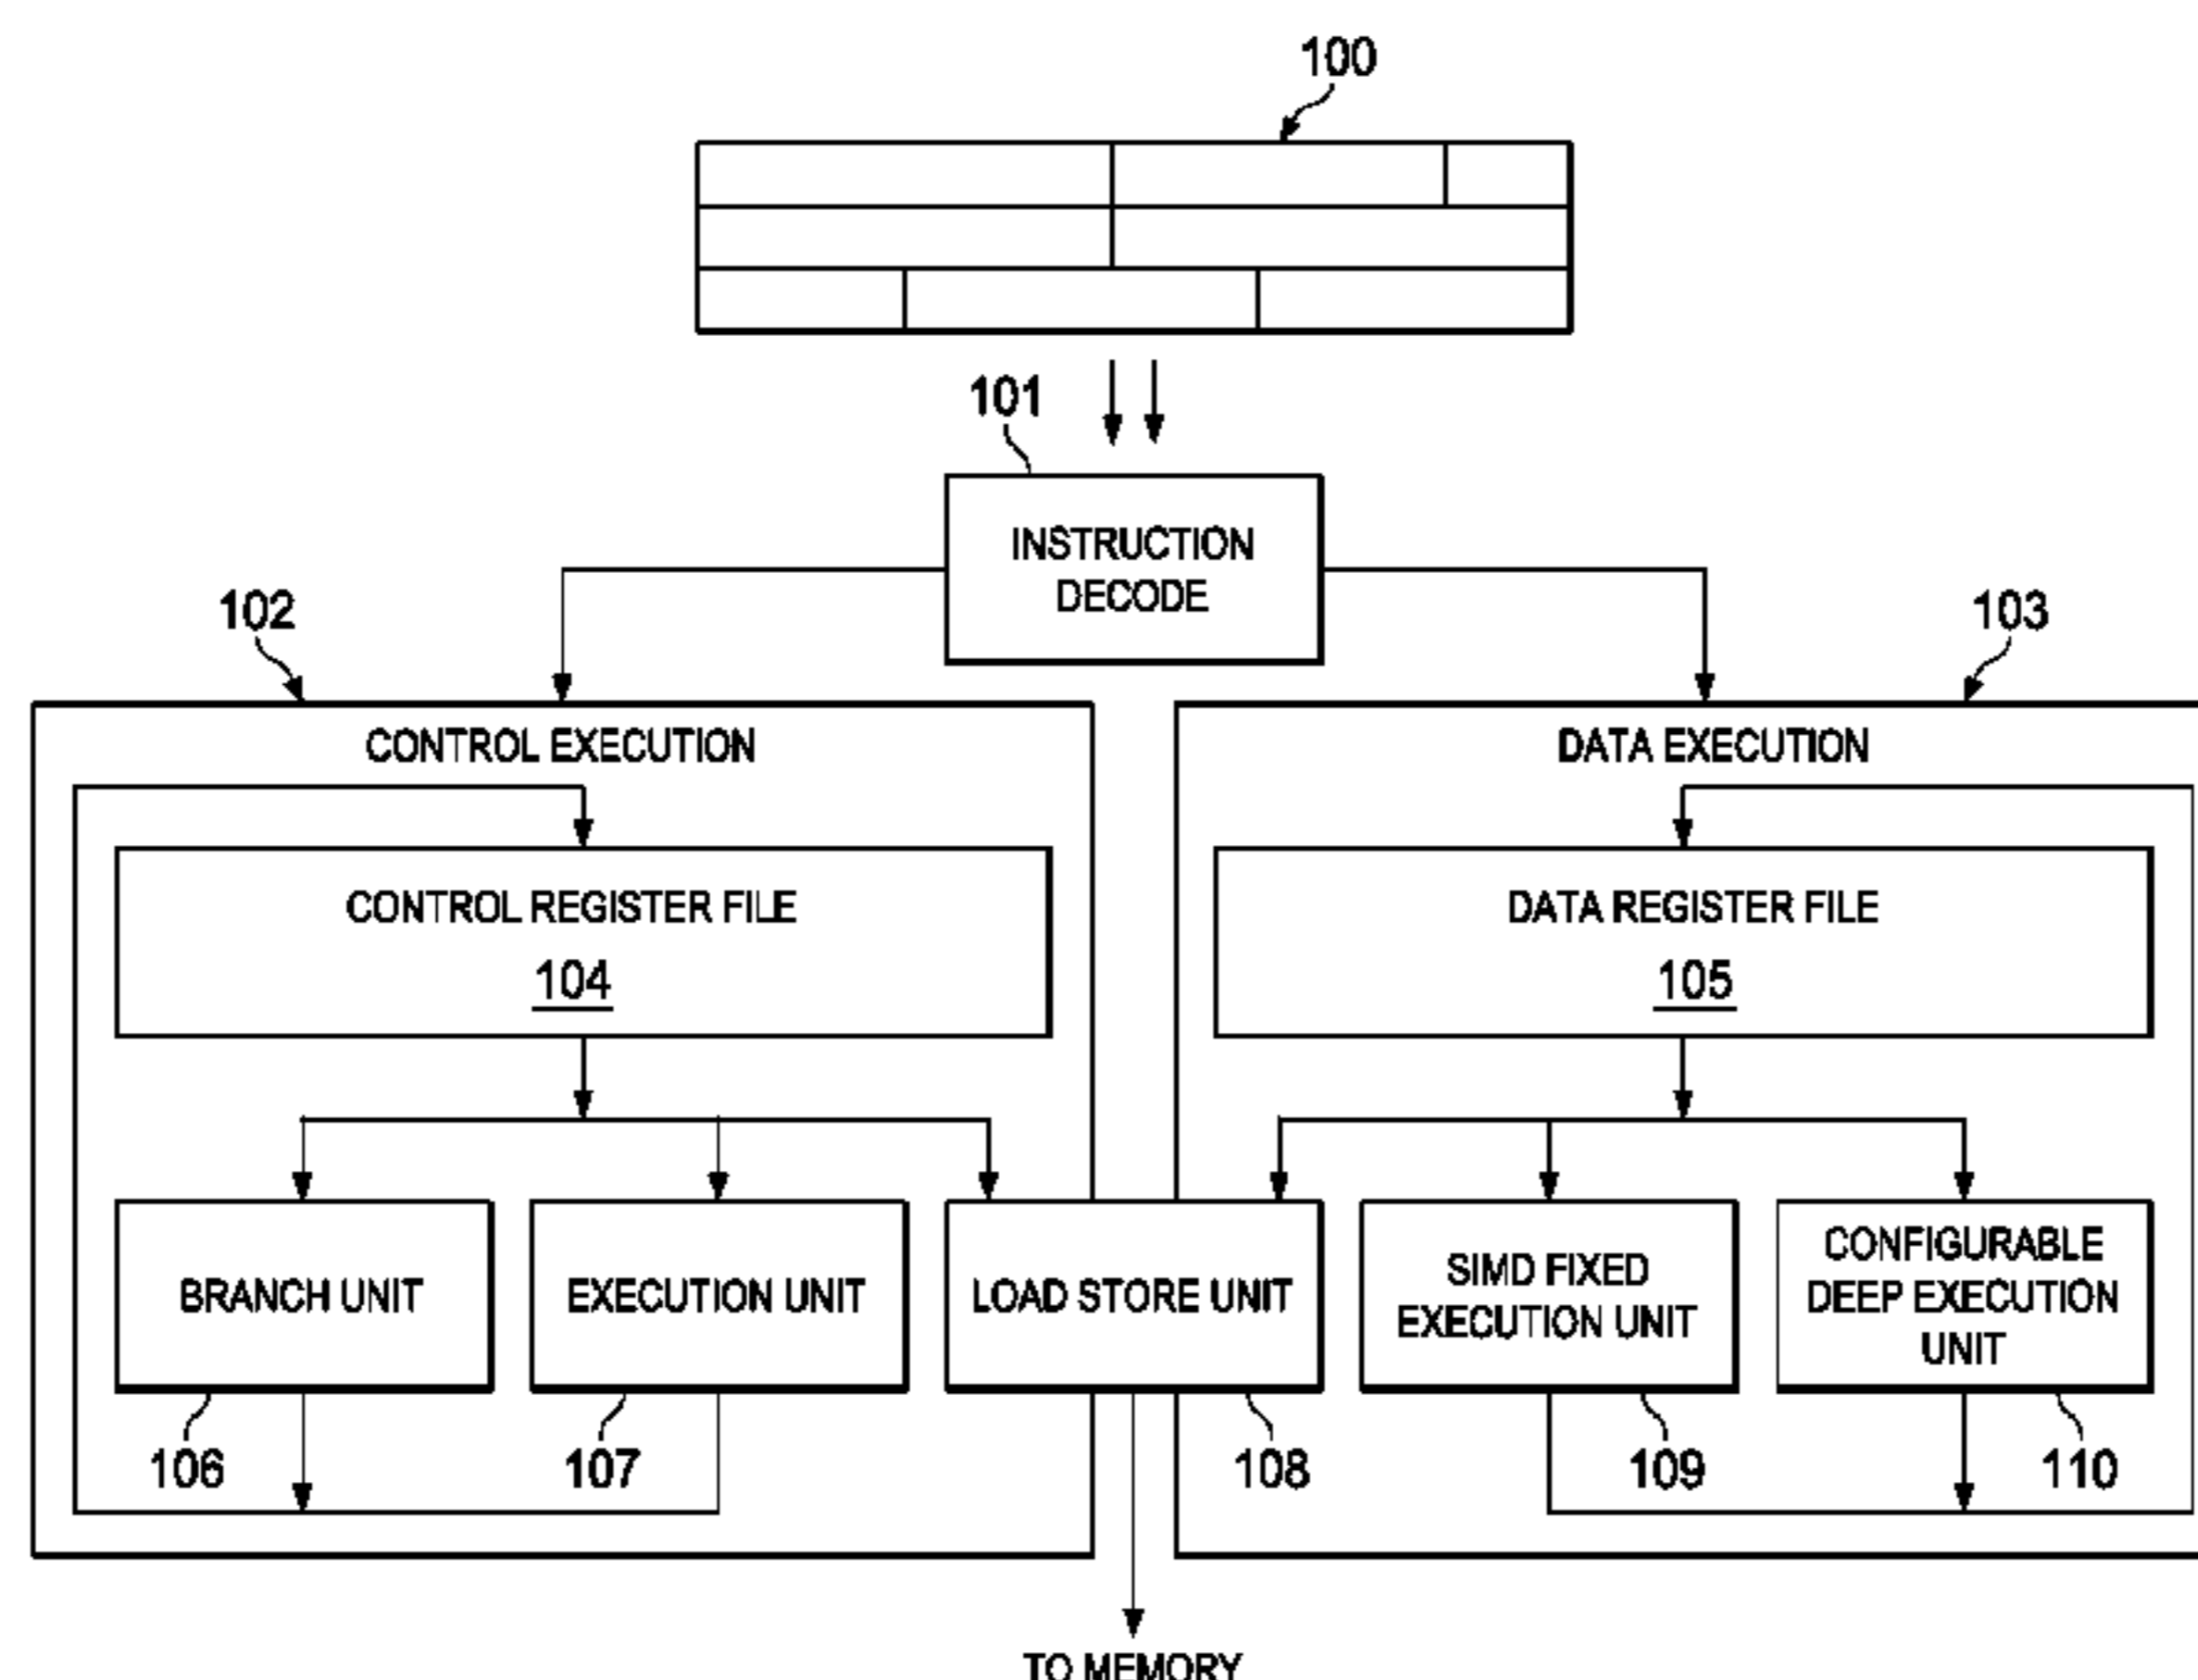 100
101
INSTRUCTION
DECODE
102
103
CONTROL EXECUTION
DATA EXECUTION
CONTROL REGISTER FILE
104
DATA REGISTER FILE
105
BRANCH UNIT
EXECUTION UNIT
LOAD STORE UNIT
SIMD FIXED
EXECUTION UNIT
CONFIGURABLE
DEEP EXECUTION
UNIT
106
107
108
109
110
TO MEMORY